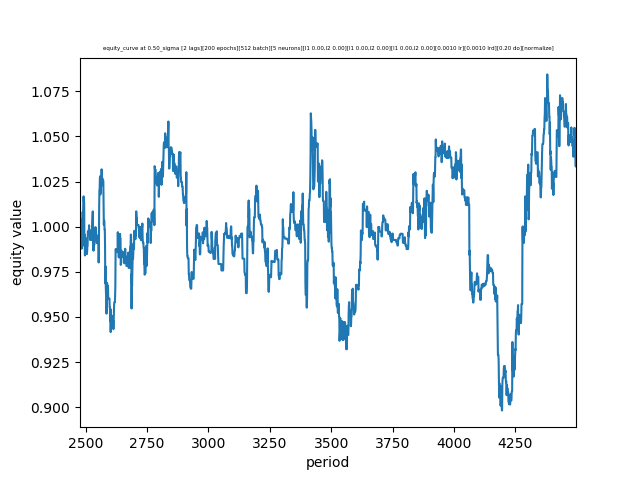 equity_curve at 0.50_sigma [2 lags][200 epochs][512 batch][5 neurons][l1 0.00,l2 0.00][l1 0.00,l2 0.00][l1 0.00,l2 0.00][0.0010 lr][0.0010 lrd][0.20 do][normalize]
1.075
1.050
1.025
1.000
0.975
0.950
0.925
0.900
equity value
2500 2750 3000 3250 3500 3750 4000 4250
period